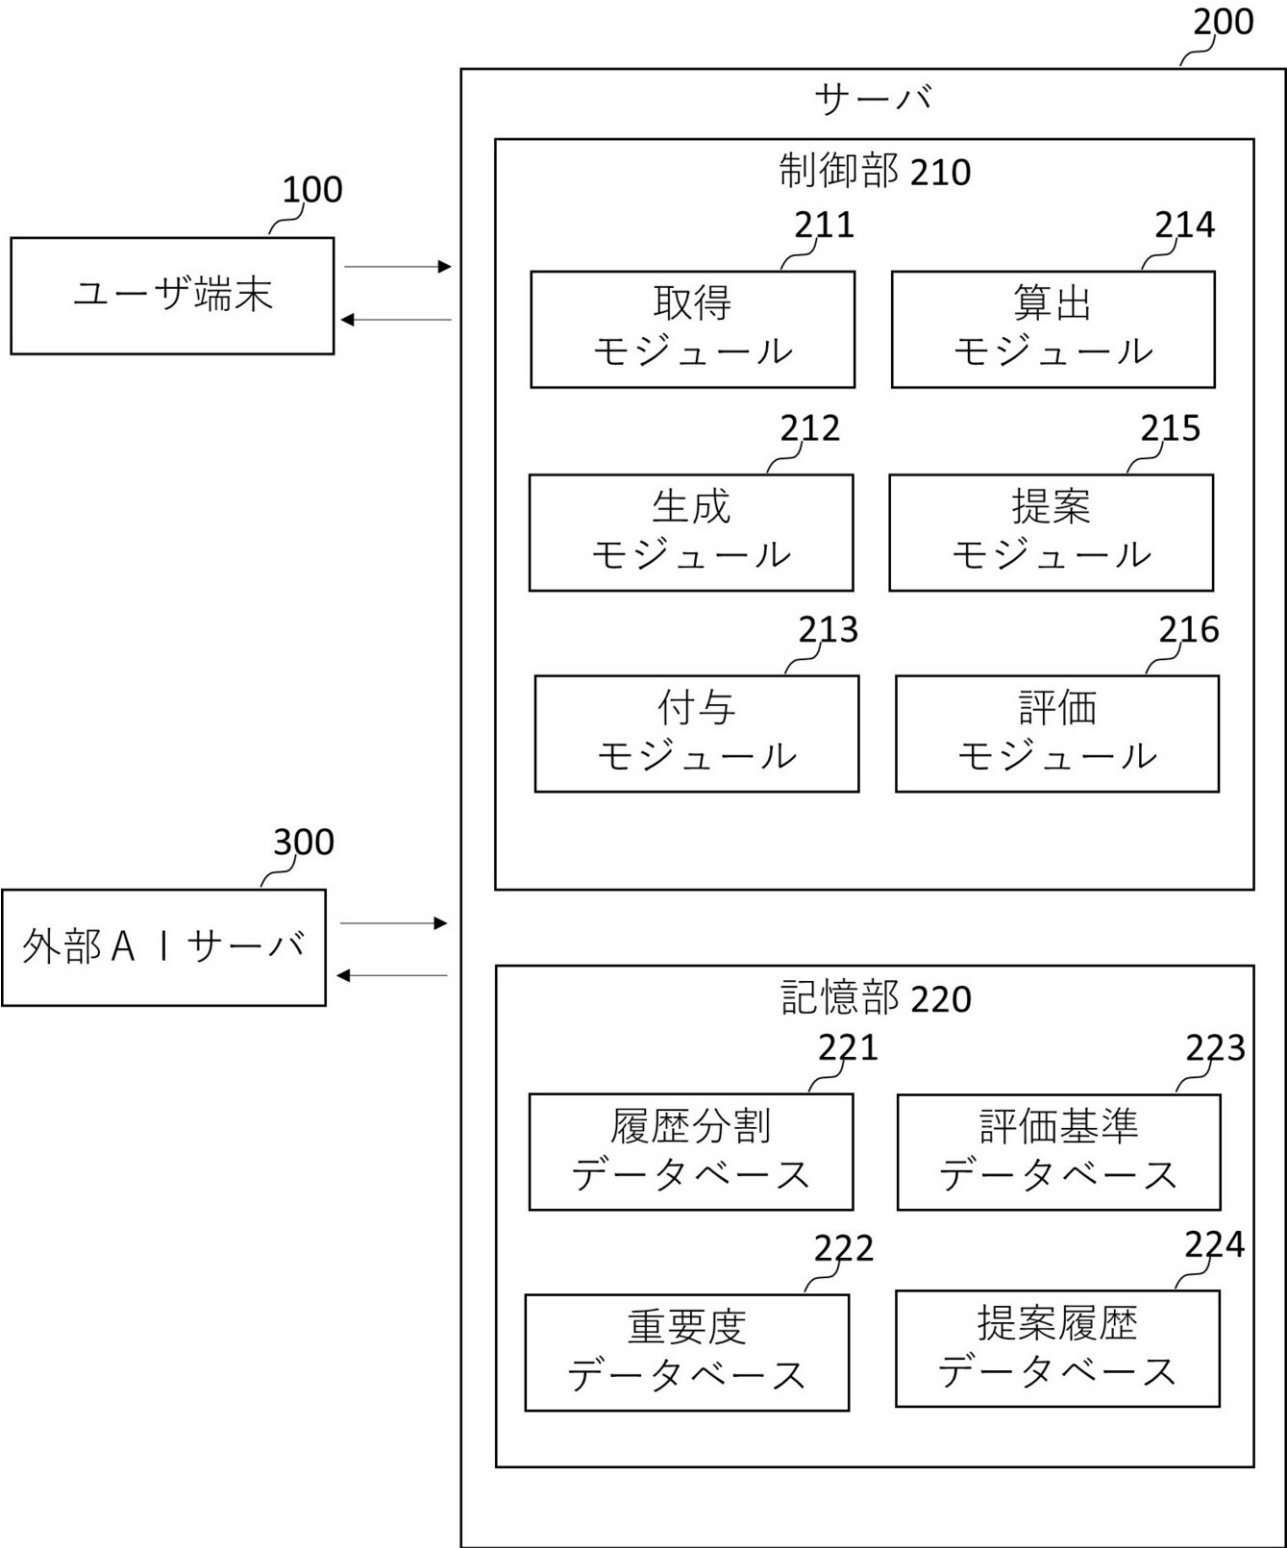 200
サーバ
制御部 210
100
ユーザ端末
211
取得
モジュール
214
算出
モジュール
212
生成
モジュール
215
提案
モジュール
213
付与
モジュール
216
評価
モジュール
300
外部ＡＩサーバ
記憶部 220
221
履歴分割
データベース
223
評価基準
データベース
222
重要度
データベース
224
提案履歴
データベース